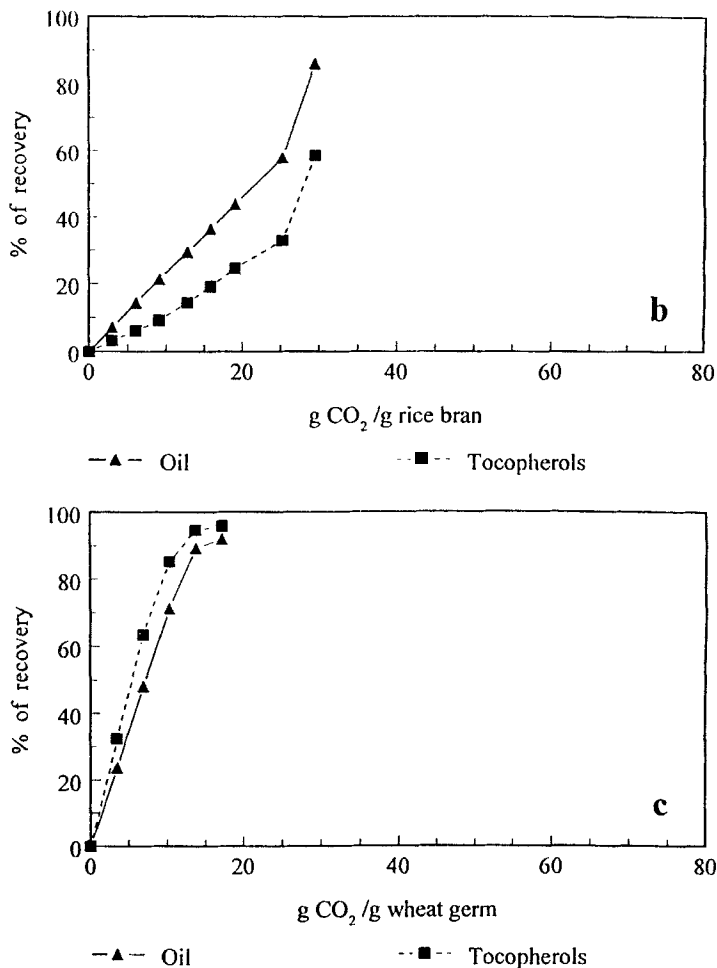 100
80
60
40
20
0
% of recovery
b
0 20 40 60 80
g CO₂ /g rice bran
Oil Tocopherols
100
80
60
40
20
0
% of recovery
c
0 20 40 60 80
g CO₂ /g wheat germ
Oil Tocopherols